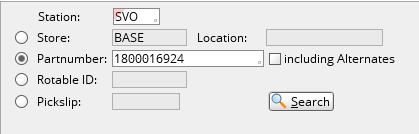 Station: SVO
Store: BASE Location:
Partnumber: 1800016924 including Alternates
Rotable ID:
Pickslip: Search